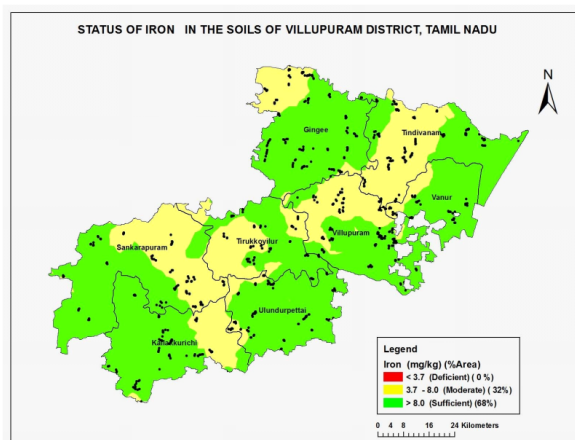 STATUS OF IRON IN THE SOILS OF VILLUPURAM DISTRICT, TAMIL NADU
N
Gingee
Tindivanam
Vanur
Villupuram
Tirukkovilur
Sankarapuram
Ulundurpettai
Kallakkurichi
Legend
Iron (mg/kg) (%Area)
< 3.7 (Deficient) ( 0 %)
3.7 - 8.0 (Moderate) ( 32%)
> 8.0 (Sufficient) (68%)
0 4 8 16 24 Kilometers